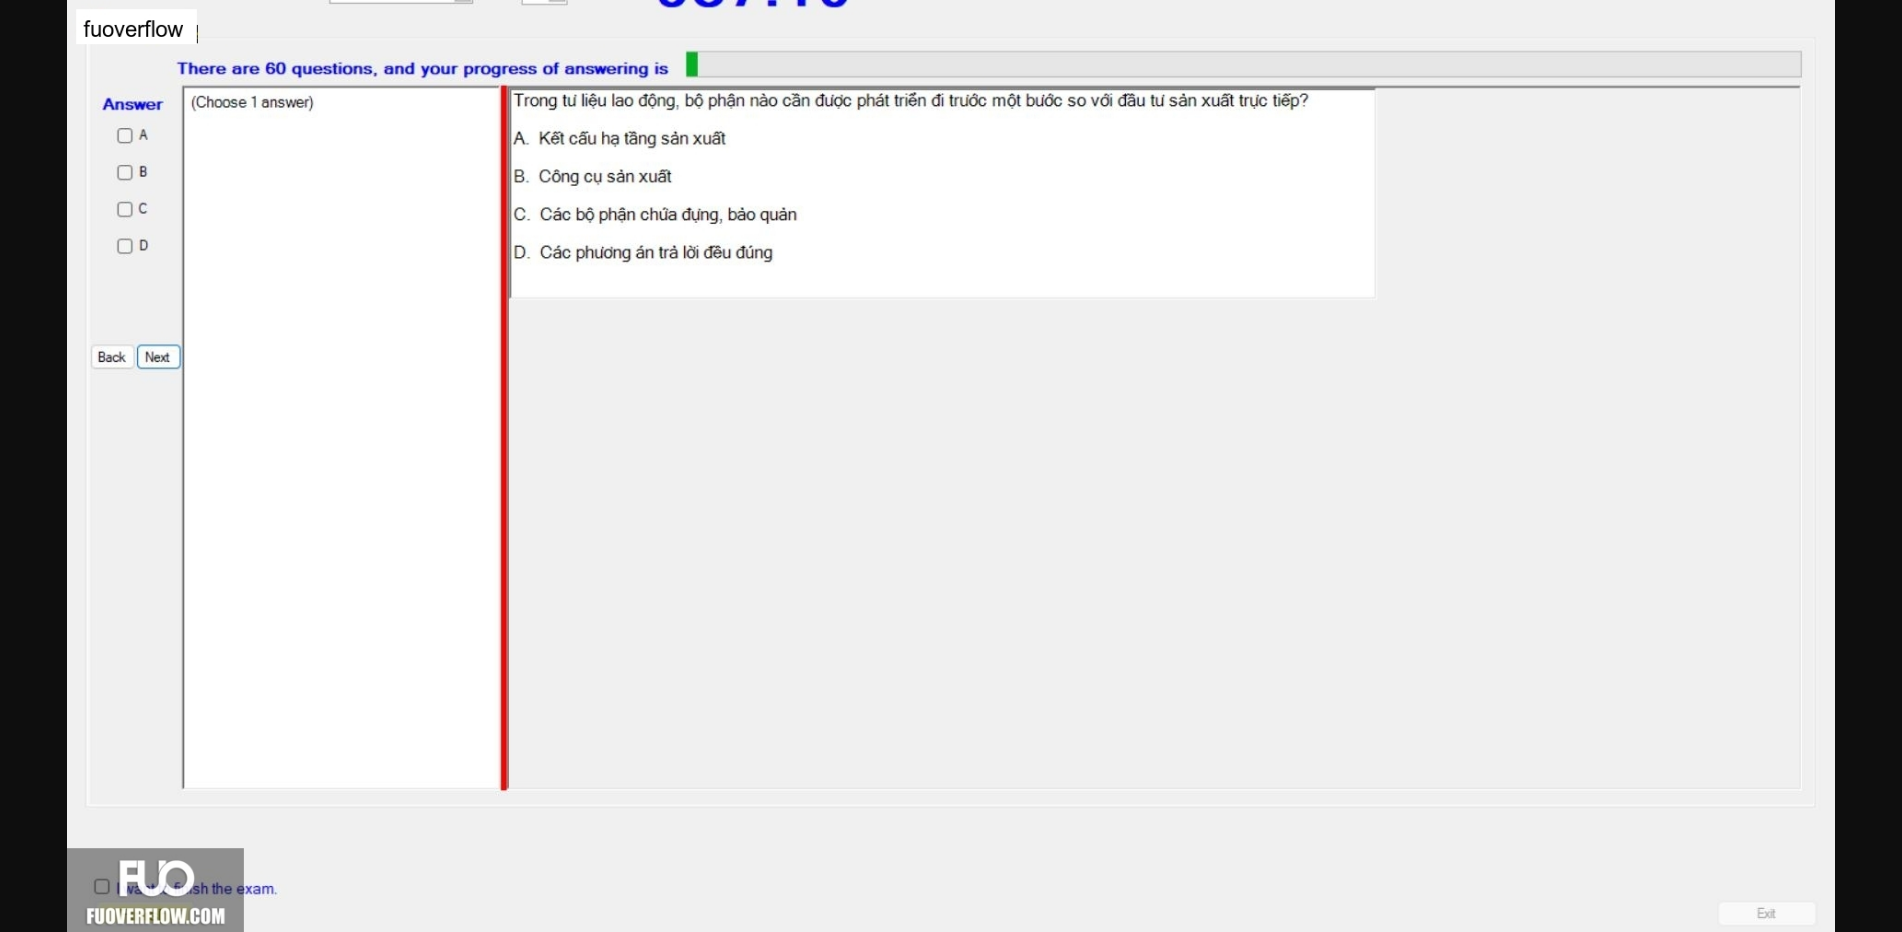 fuoverflow
There are 60 questions, and your progress of answering is
Answer
(Choose 1 answer)
A
B
C
D
Back
Next
Trong tư liệu lao động, bộ phận nào cần được phát triển đi trước một bước so với đầu tư sản xuất trực tiếp?
A. Kết cấu hạ tầng sản xuất
B. Công cụ sản xuất
C. Các bộ phận chứa đựng, bảo quản
D. Các phương án trả lời đều đúng
FUO
I want finish the exam.
FUOVERFLOW.COM
Exit